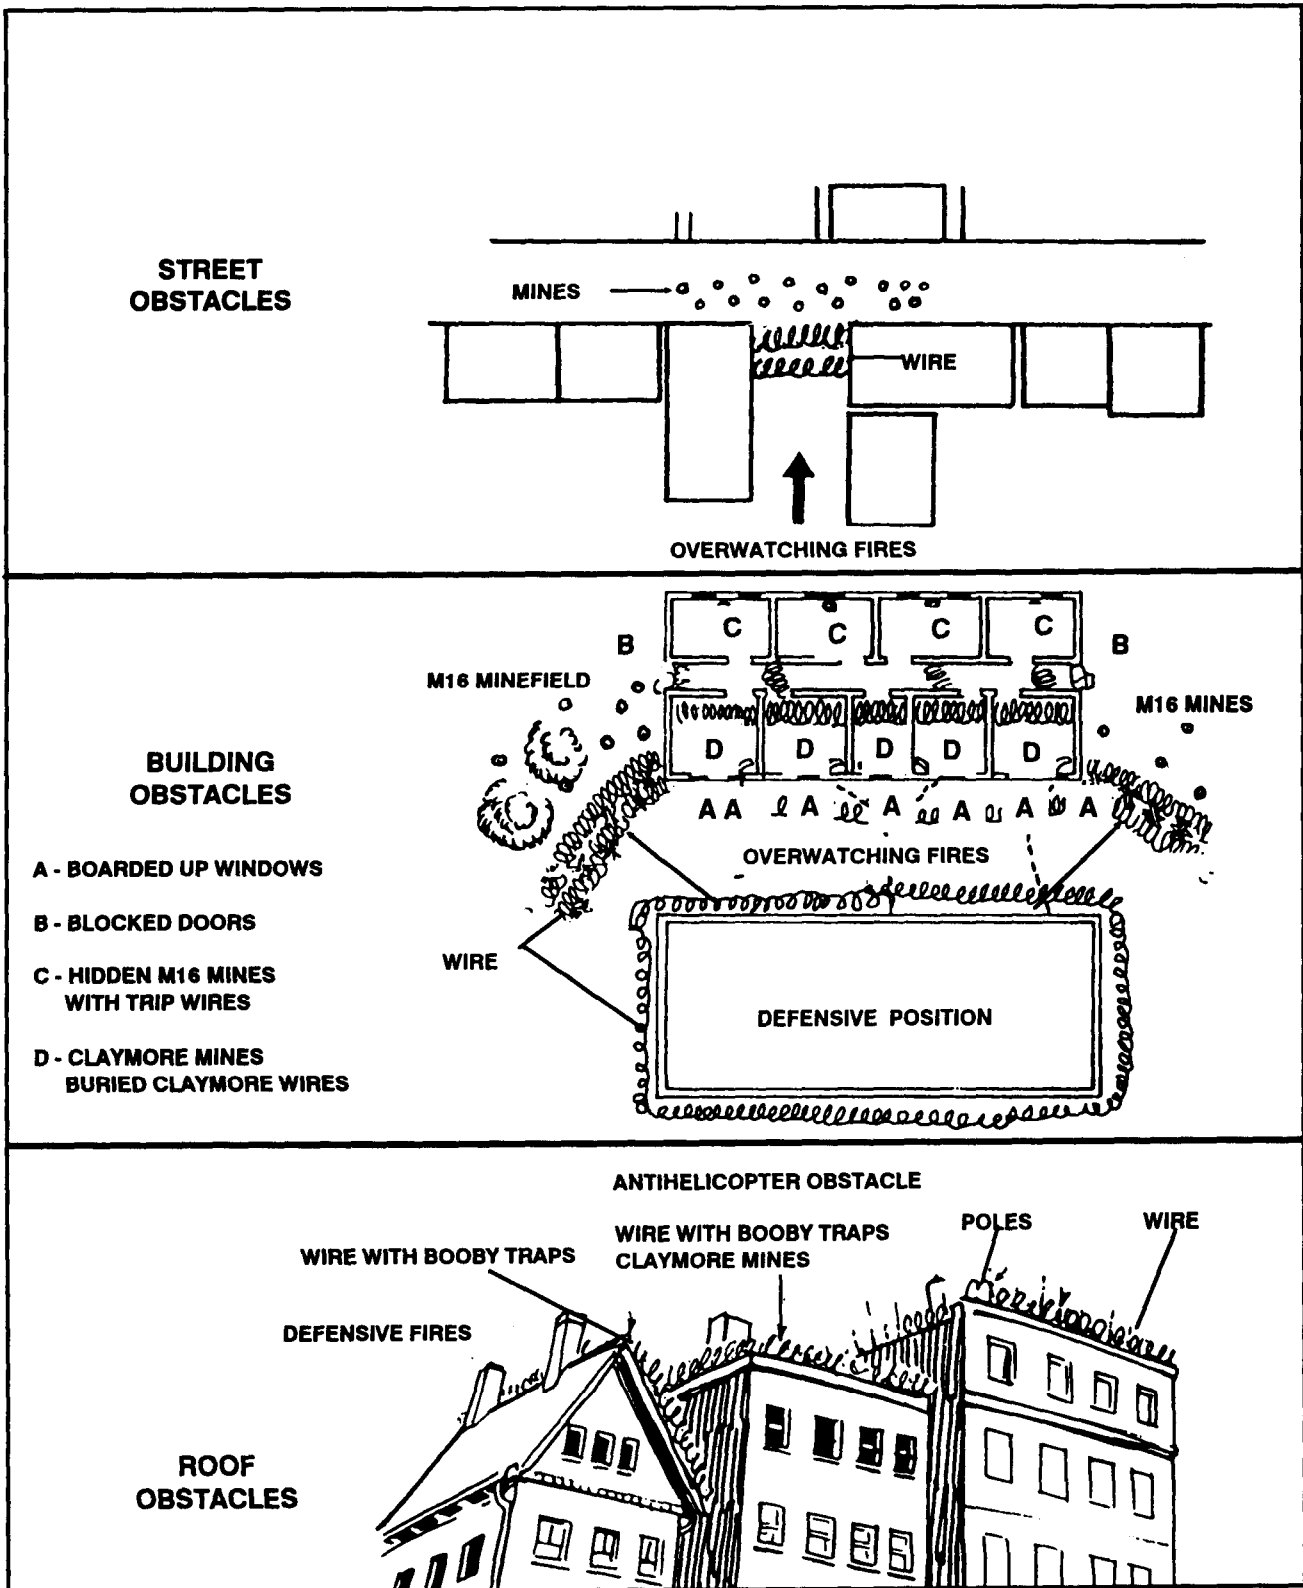 STREET
OBSTACLES
MINES
WIRE
OVERWATCHING FIRES
BUILDING
OBSTACLES
A - BOARDED UP WINDOWS
B - BLOCKED DOORS
C - HIDDEN M16 MINES
WITH TRIP WIRES
D - CLAYMORE MINES
BURIED CLAYMORE WIRES
B
C
C
C
C
B
M16 MINEFIELD
M16 MINES
D
D
D
D
D
A A A A A A A
OVERWATCHING FIRES
WIRE
DEFENSIVE POSITION
ANTIHELICOPTER OBSTACLE
WIRE WITH BOOBY TRAPS
CLAYMORE MINES
POLES
WIRE
WIRE WITH BOOBY TRAPS
DEFENSIVE FIRES
ROOF
OBSTACLES